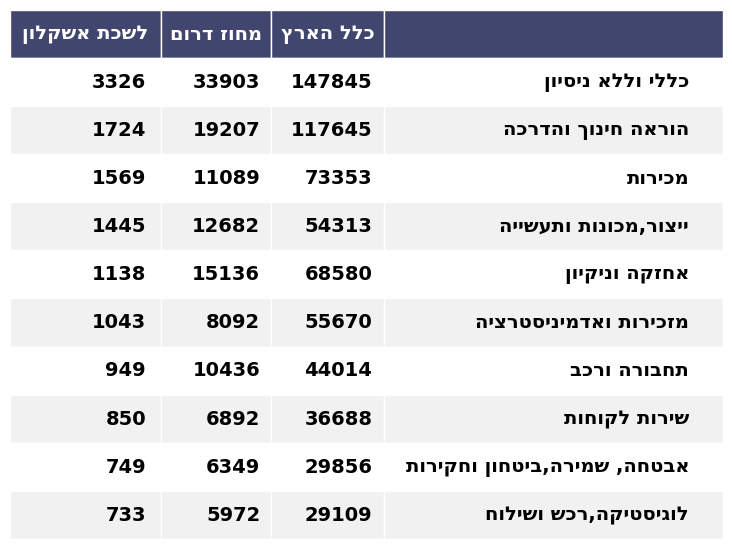 כלל הארץ מחוז דרום לשכת אשקלון
כללי וללא ניסיון 147845 33903 3326
הוראה חינוך והדרכה 117645 19207 1724
מכירות 73353 11089 1569
ייצור,מכונות ותעשייה 54313 12682 1445
אחזקה וניקיון 68580 15136 1138
מזכירות ואדמיניסטרציה 55670 8092 1043
תחבורה ורכב 44014 10436 949
שירות לקוחות 36688 6892 850
אבטחה, שמירה,ביטחון וחקירות 29856 6349 749
לוגיסטיקה,רכש ושילוח 29109 5972 733